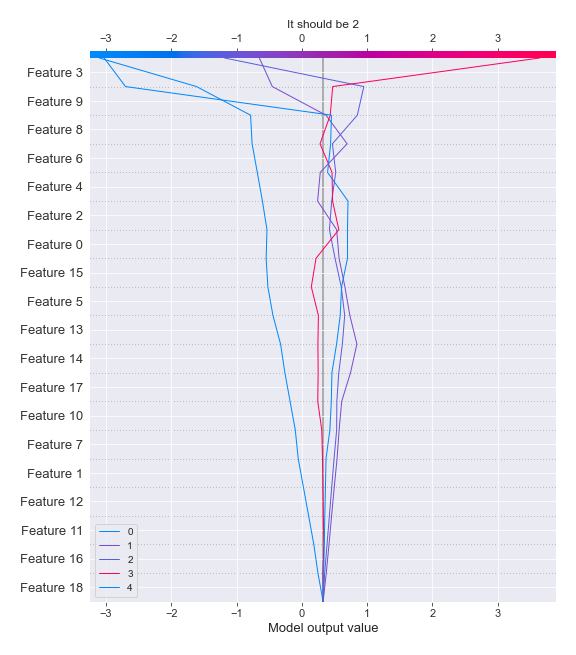 It should be 2
−3 −2 −1 0 1 2 3
Feature 3
Feature 9
Feature 8
Feature 6
Feature 4
Feature 2
Feature 0
Feature 15
Feature 5
Feature 13
Feature 14
Feature 17
Feature 10
Feature 7
Feature 1
Feature 12
Feature 11
Feature 16
Feature 18
0
1
2
3
4
−3 −2 −1 0 1 2 3
Model output value